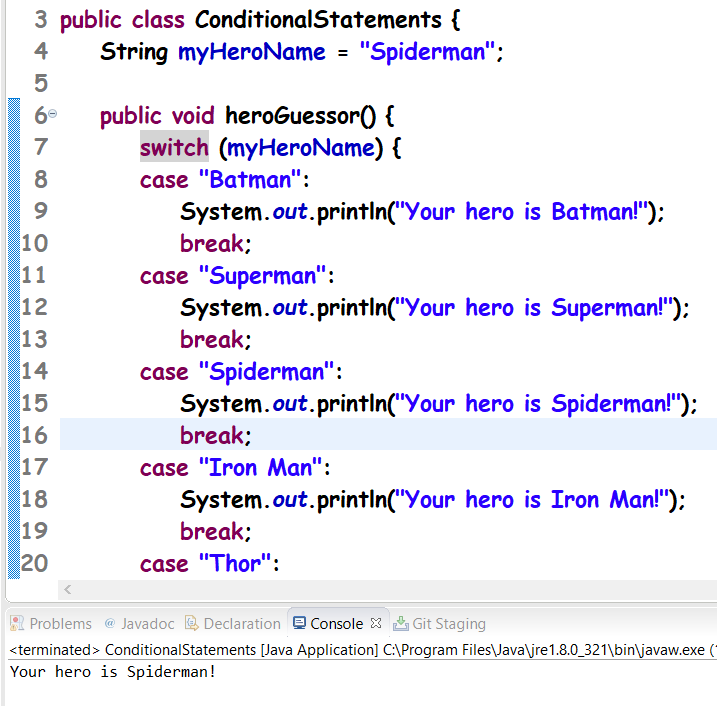 3 public class ConditionalStatements {
4 String myHeroName = "Spiderman";
5
6 public void heroGuessor() {
7 switch (myHeroName) {
8 case "Batman":
9 System.out.println("Your hero is Batman!");
10 break;
11 case "Superman":
12 System.out.println("Your hero is Superman!");
13 break;
14 case "Spiderman":
15 System.out.println("Your hero is Spiderman!");
16 break;
17 case "Iron Man":
18 System.out.println("Your hero is Iron Man!");
19 break;
20 case "Thor":
Problems @ Javadoc Declaration Console Git Staging
<terminated> ConditionalStatements [Java Application] C:\Program Files\Java\jre1.8.0_321\bin\javaw.exe (
Your hero is Spiderman!